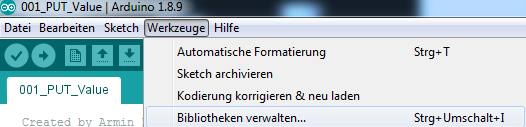 001_PUT_Value | Arduino 1.8.9
Datei Bearbeiten Sketch Werkzeuge Hilfe
Automatische Formatierung Strg+T
Sketch archivieren
001_PUT_Value
Kodierung korrigieren & neu laden
Bibliotheken verwalten... Strg+Umschalt+I
Created by Armin